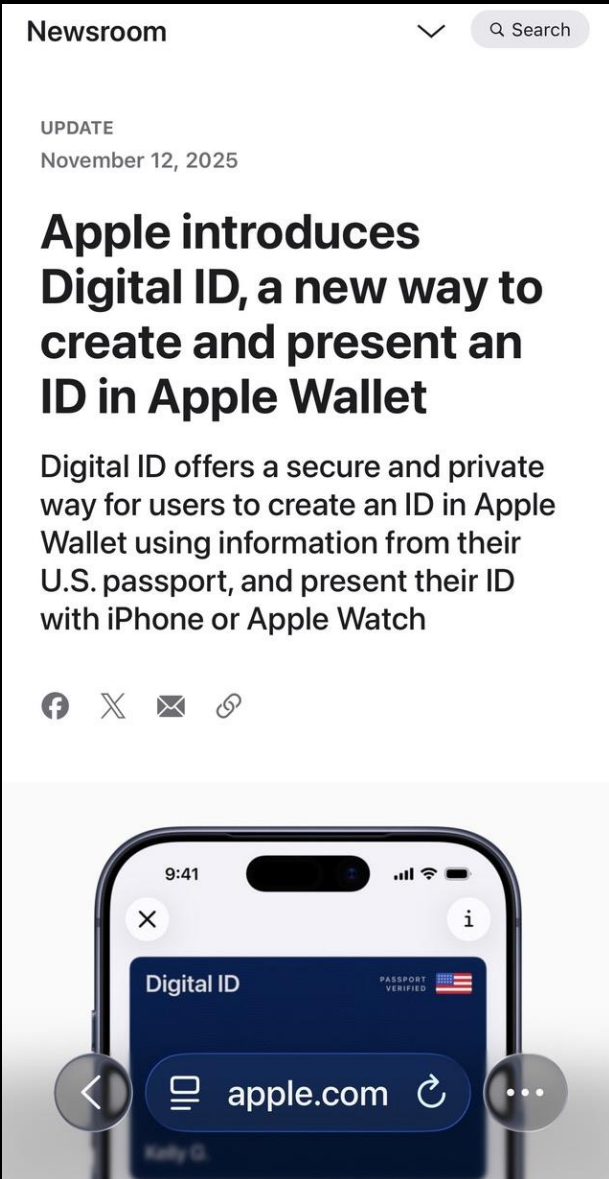 Newsroom
Search
UPDATE
November 12, 2025
Apple introduces
Digital ID, a new way to
create and present an
ID in Apple Wallet
Digital ID offers a secure and private
way for users to create an ID in Apple
Wallet using information from their
U.S. passport, and present their ID
with iPhone or Apple Watch
9:41
i
Digital ID
PASSPORT
VERIFIED
apple.com
Kelly G.